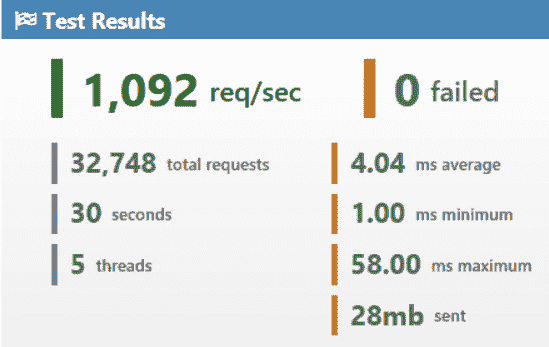 Test Results
1,092 req/sec
0 failed
32,748 total requests
30 seconds
5 threads
4.04 ms average
1.00 ms minimum
58.00 ms maximum
28mb sent